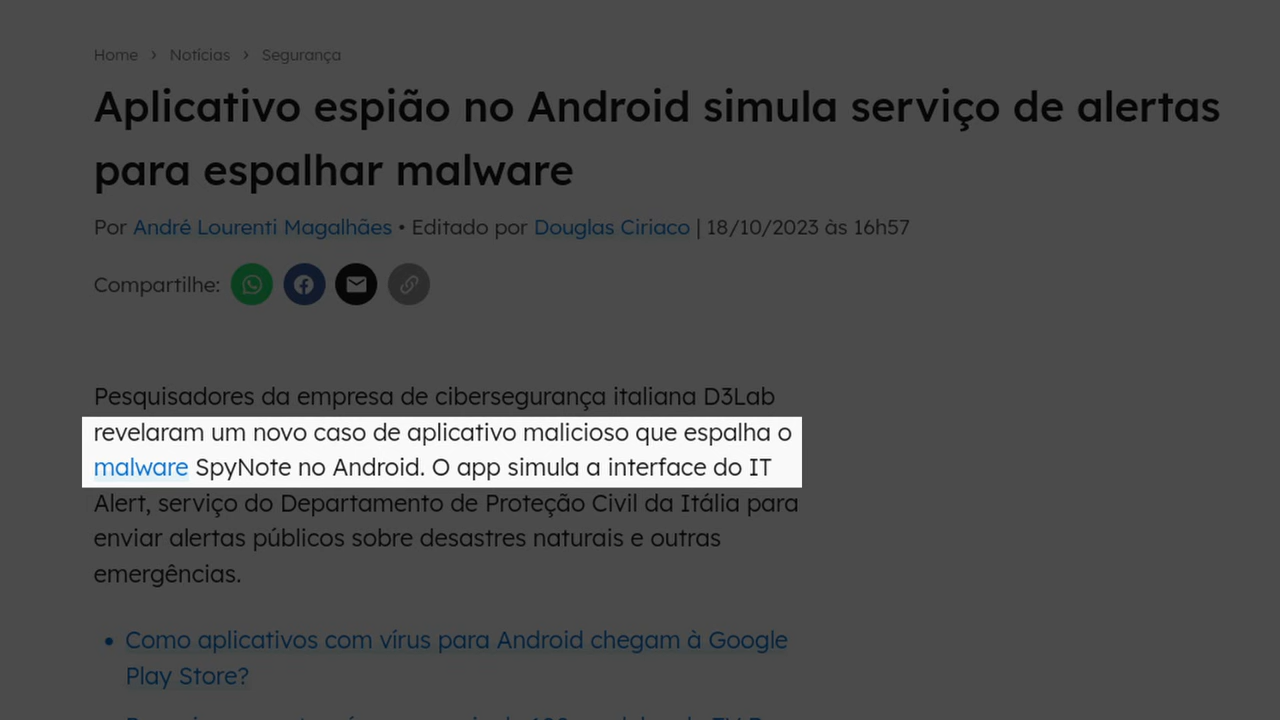 Home › Notícias › Segurança
Aplicativo espião no Android simula serviço de alertas
para espalhar malware
Por André Lourenti Magalhães • Editado por Douglas Ciriaco | 18/10/2023 às 16h57
Compartilhe:
Pesquisadores da empresa de cibersegurança italiana D3Lab
revelaram um novo caso de aplicativo malicioso que espalha o
malware SpyNote no Android. O app simula a interface do IT
Alert, serviço do Departamento de Proteção Civil da Itália para
enviar alertas públicos sobre desastres naturais e outras
emergências.
• Como aplicativos com vírus para Android chegam à Google
Play Store?